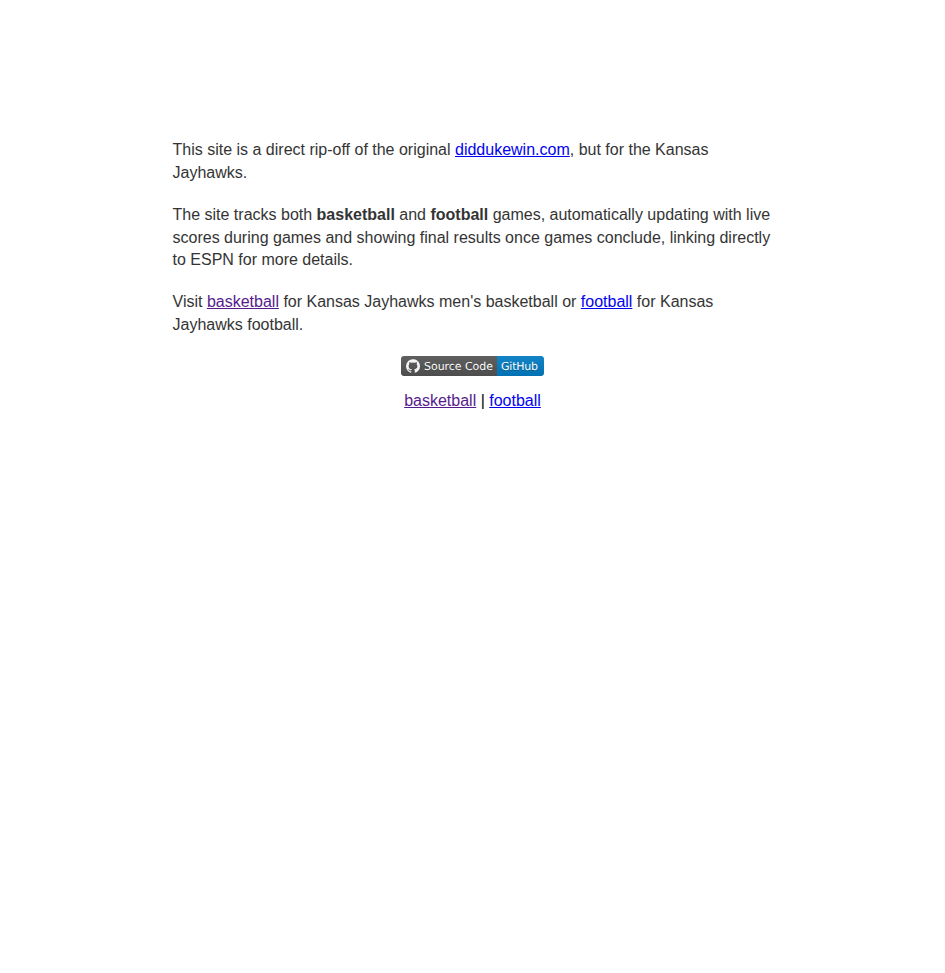 This site is a direct rip-off of the original diddukewin.com, but for the Kansas
Jayhawks.
The site tracks both basketball and football games, automatically updating with live
scores during games and showing final results once games conclude, linking directly
to ESPN for more details.
Visit basketball for Kansas Jayhawks men's basketball or football for Kansas
Jayhawks football.
Source Code GitHub
basketball | football